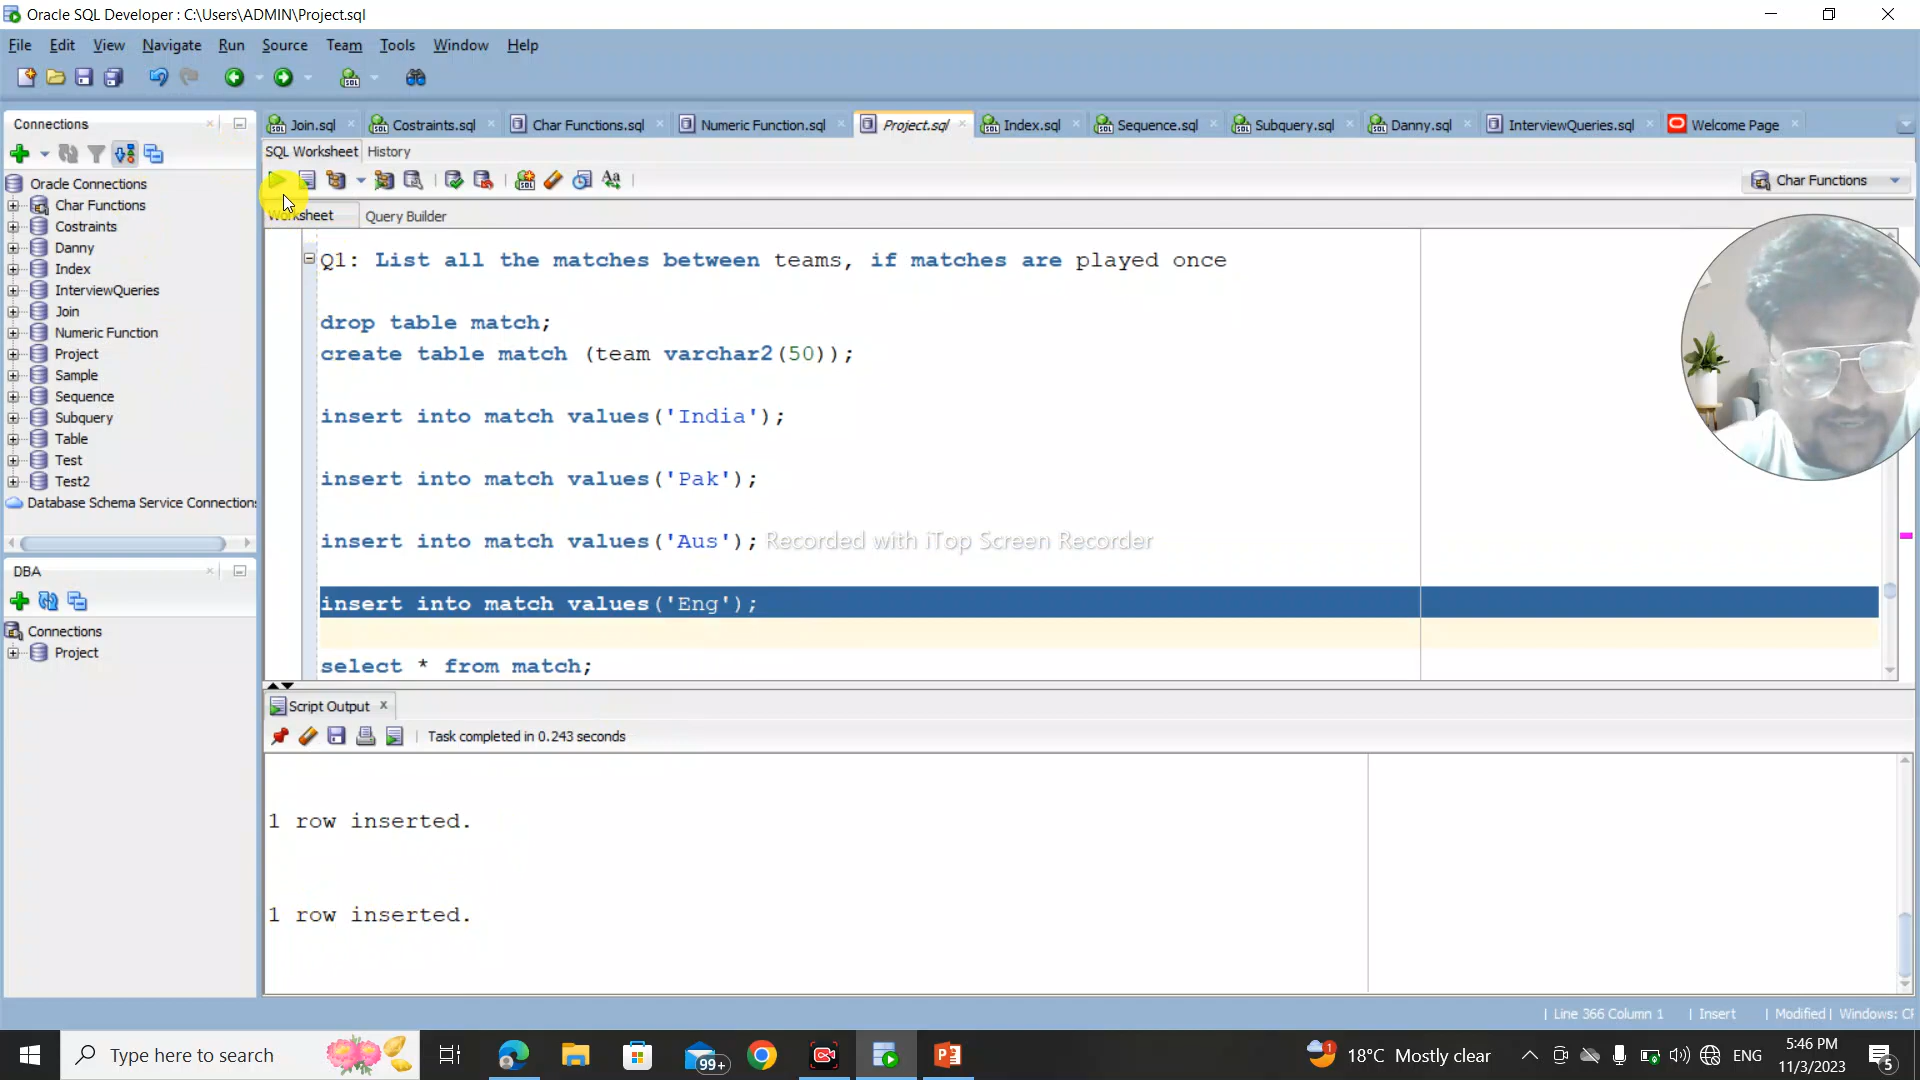 Oracle SQL Developer : C:\Users\ADMIN\Project.sql
File Edit View Navigate Run Source Team Tools Window Help
Connections
Join.sql Costraints.sql Char Functions.sql Numeric Function.sql Project.sql Index.sql Sequence.sql Subquery.sql Danny.sql InterviewQueries.sql Welcome Page
SQL Worksheet History
Char Functions
Worksheet Query Builder
Oracle Connections
Char Functions
Costraints
Danny
Index
InterviewQueries
Join
Numeric Function
Project
Sample
Sequence
Subquery
Table
Test
Test2
Database Schema Service Connections
DBA
Connections
Project
Q1: List all the matches between teams, if matches are played once
drop table match;
create table match (team varchar2(50));
insert into match values('India');
insert into match values('Pak');
insert into match values('Aus');
Recorded with iTop Screen Recorder
insert into match values('Eng');
select * from match;
Script Output
Task completed in 0.243 seconds
1 row inserted.
1 row inserted.
Line 366 Column 1 Insert Modified Windows:
Type here to search
99+
18°C Mostly clear
ENG
5:46 PM
11/3/2023
5